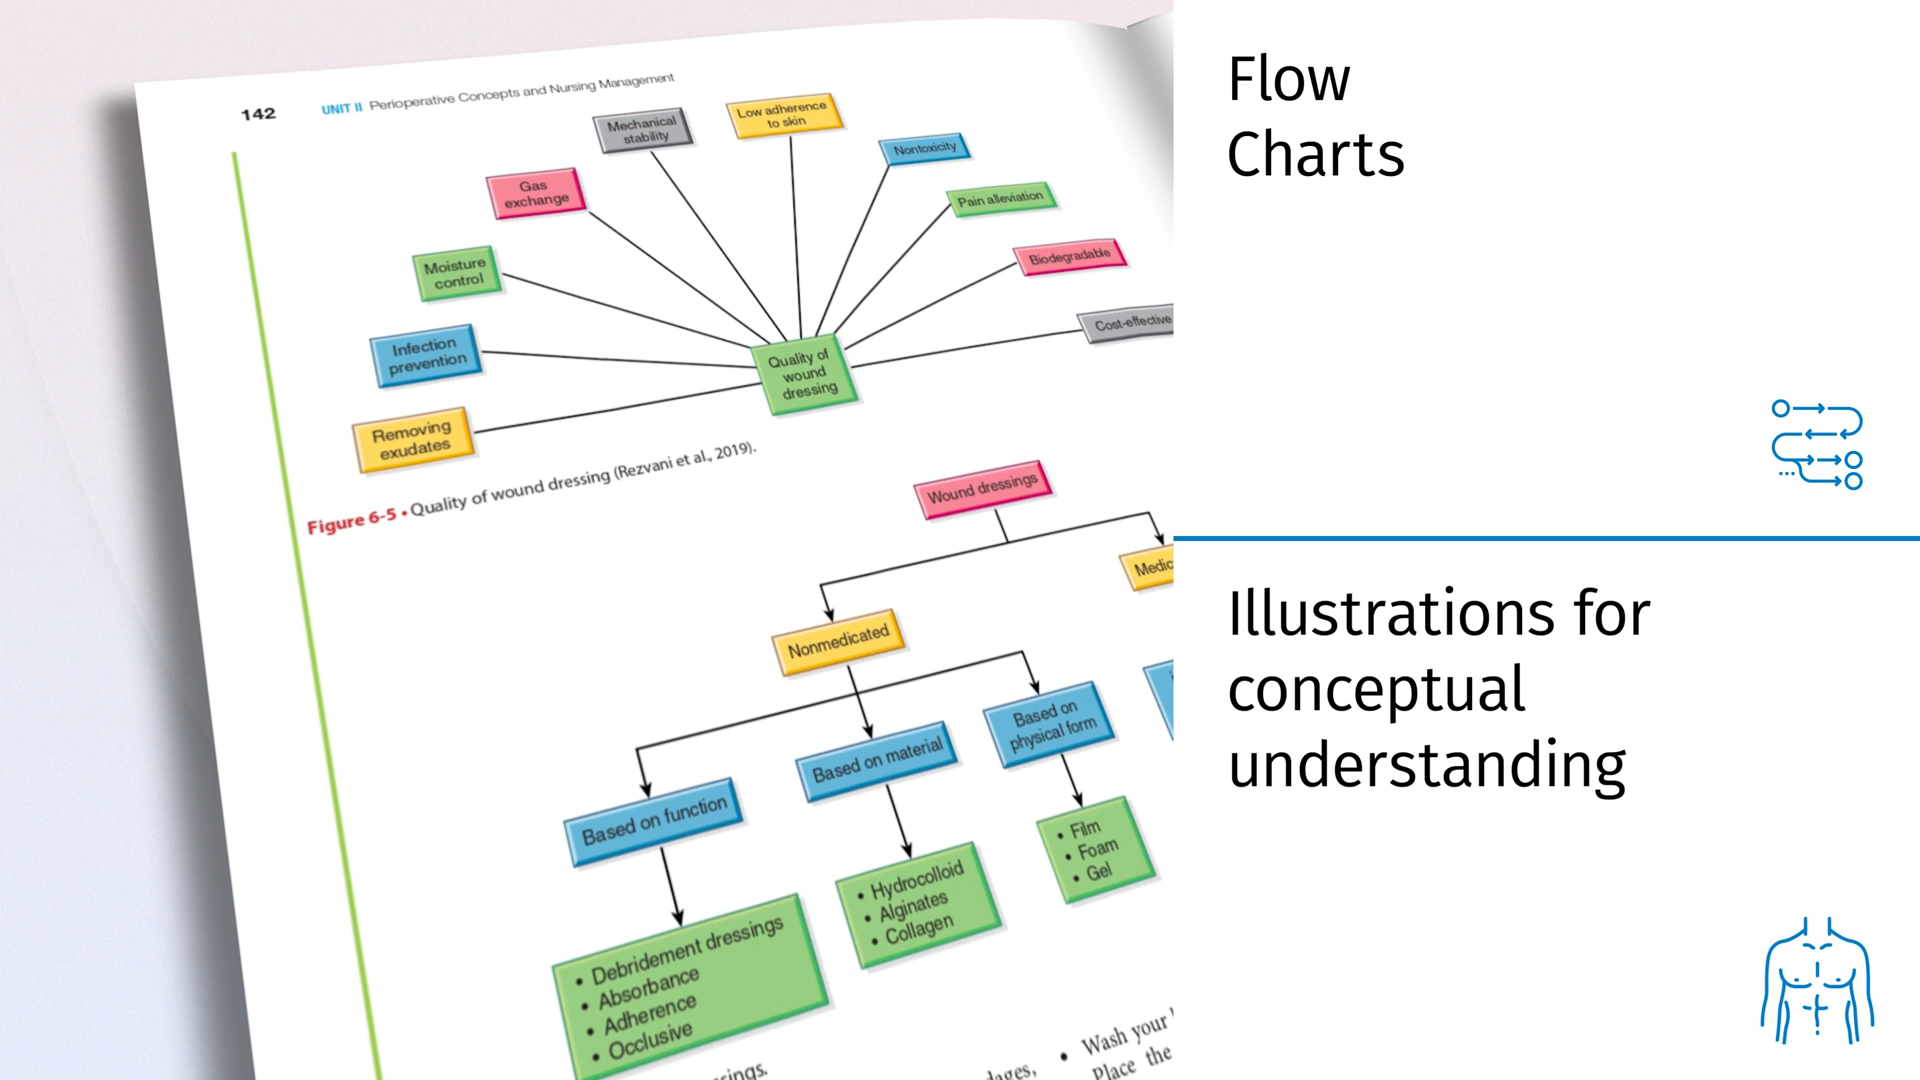 142 UNIT II Perioperative Concepts and Nursing Management
Mechanical
stability
Low adherence
to skin
Nontoxicity
Gas
exchange
Pain alleviation
Moisture
control
Biodegradable
Infection
prevention
Cost-effective
Quality of
wound
dressing
Removing
exudates
Figure 6-5 • Quality of wound dressing (Rezvani et al., 2019).
Wound dressings
Nonmedicated
Based on function
Based on material
Based on
physical form
• Debridement dressings
• Absorbance
• Adherence
• Occlusive
• Hydrocolloid
• Alginates
• Collagen
• Film
• Foam
• Gel
• Wash your
Place the
Flow
Charts
Illustrations for
conceptual
understanding